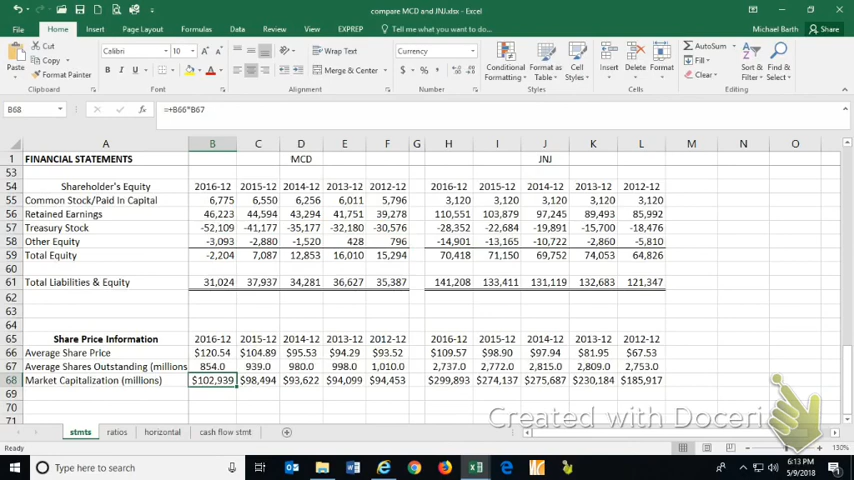 compare MCD and JNJ.xlsx - Excel
File Home Insert Page Layout Formulas Data Review View EXPREP Tell me what you want to do... Michael Barth Share
Cut
Copy
Format Painter
Paste
Clipboard
Calibri 10
B I U
Font
Wrap Text
Merge & Center
Alignment
Currency
$ % ,
Number
Conditional Formatting Format as Table Cell Styles
Styles
Insert Delete Format
Cells
AutoSum
Fill
Clear
Sort & Filter Find & Select
Editing
B68 fx =+B66*B67
A B C D E F G H I J K L M N O
1 FINANCIAL STATEMENTS MCD JNJ
53
54 Shareholder's Equity 2016-12 2015-12 2014-12 2013-12 2012-12 2016-12 2015-12 2014-12 2013-12 2012-12
55 Common Stock/Paid In Capital 6,775 6,550 6,256 6,011 5,796 3,120 3,120 3,120 3,120 3,120
56 Retained Earnings 46,223 44,594 43,294 41,751 39,278 110,551 103,879 97,245 89,493 85,992
57 Treasury Stock -52,109 -41,177 -35,177 -32,180 -30,576 -28,352 -22,684 -19,891 -15,700 -18,476
58 Other Equity -3,093 -2,880 -1,520 428 796 -14,901 -13,165 -10,722 -2,860 -5,810
59 Total Equity -2,204 7,087 12,853 16,010 15,294 70,418 71,150 69,752 74,053 64,826
60
61 Total Liabilities & Equity 31,024 37,937 34,281 36,627 35,387 141,208 133,411 131,119 132,683 121,347
62
63
64
65 Share Price Information 2016-12 2015-12 2014-12 2013-12 2012-12 2016-12 2015-12 2014-12 2013-12 2012-12
66 Average Share Price $120.54 $104.89 $95.53 $94.29 $93.52 $109.57 $98.90 $97.94 $81.95 $67.53
67 Average Shares Outstanding (millions 854.0 939.0 980.0 998.0 1,010.0 2,737.0 2,772.0 2,815.0 2,809.0 2,753.0
68 Market Capitalization (millions) $102,939 $98,494 $93,622 $94,099 $94,453 $299,893 $274,137 $275,687 $230,184 $185,917
69
70
71
Created with Doceri
stmts ratios horizontal cash flow stmt
Ready 150%
Type here to search
6:13 PM
5/9/2018